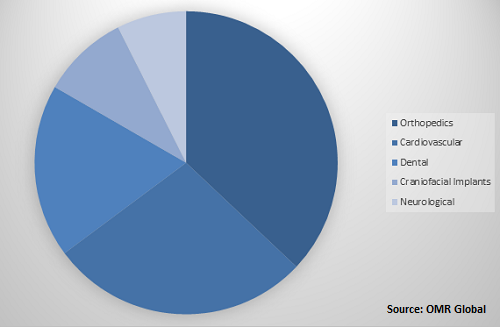 Orthopedics
Cardiovascular
Dental
Craniofacial Implants
Neurological
Source: OMR Global